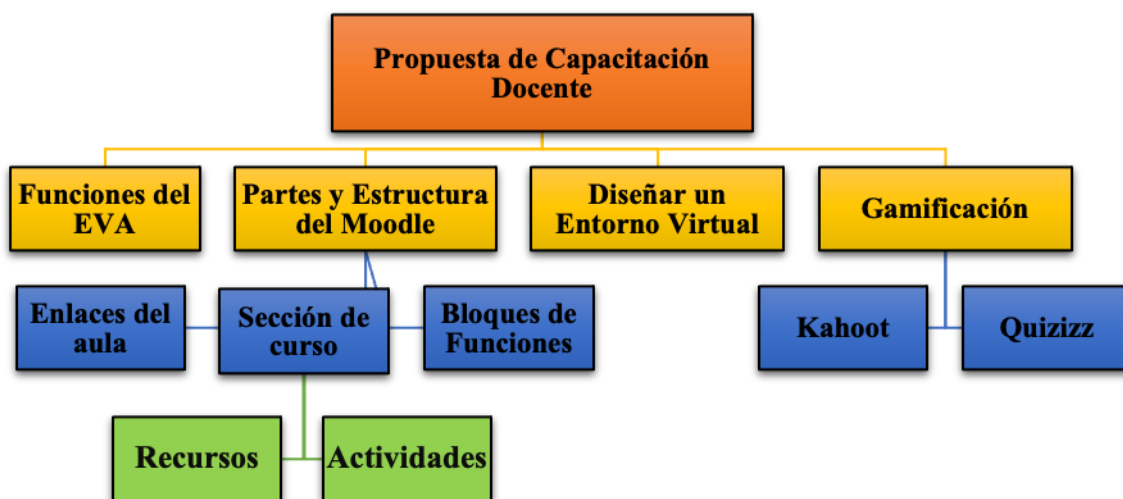 Propuesta de Capacitación
Docente
Funciones del
EVA
Partes y Estructura
del Moodle
Diseñar un
Entorno Virtual
Gamificación
Enlaces del
aula
Sección de
curso
Bloques de
Funciones
Kahoot
Quizizz
Recursos
Actividades